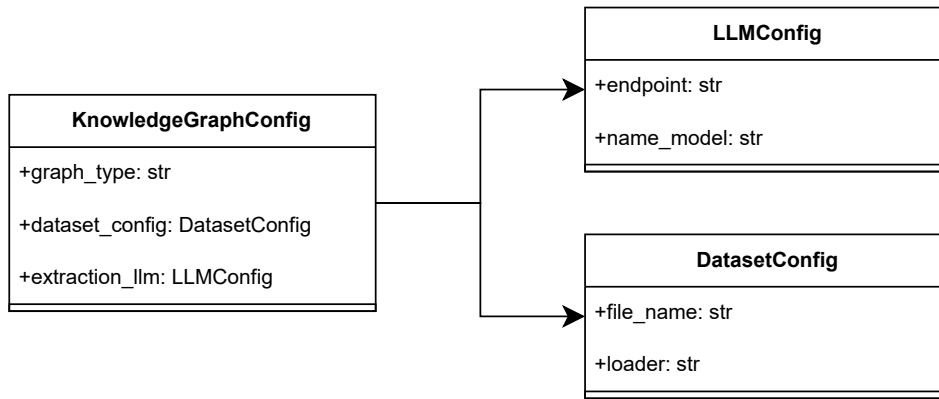 KnowledgeGraphConfig
+graph_type: str
+dataset_config: DatasetConfig
+extraction_llm: LLMConfig
LLMConfig
+endpoint: str
+name_model: str
DatasetConfig
+file_name: str
+loader: str